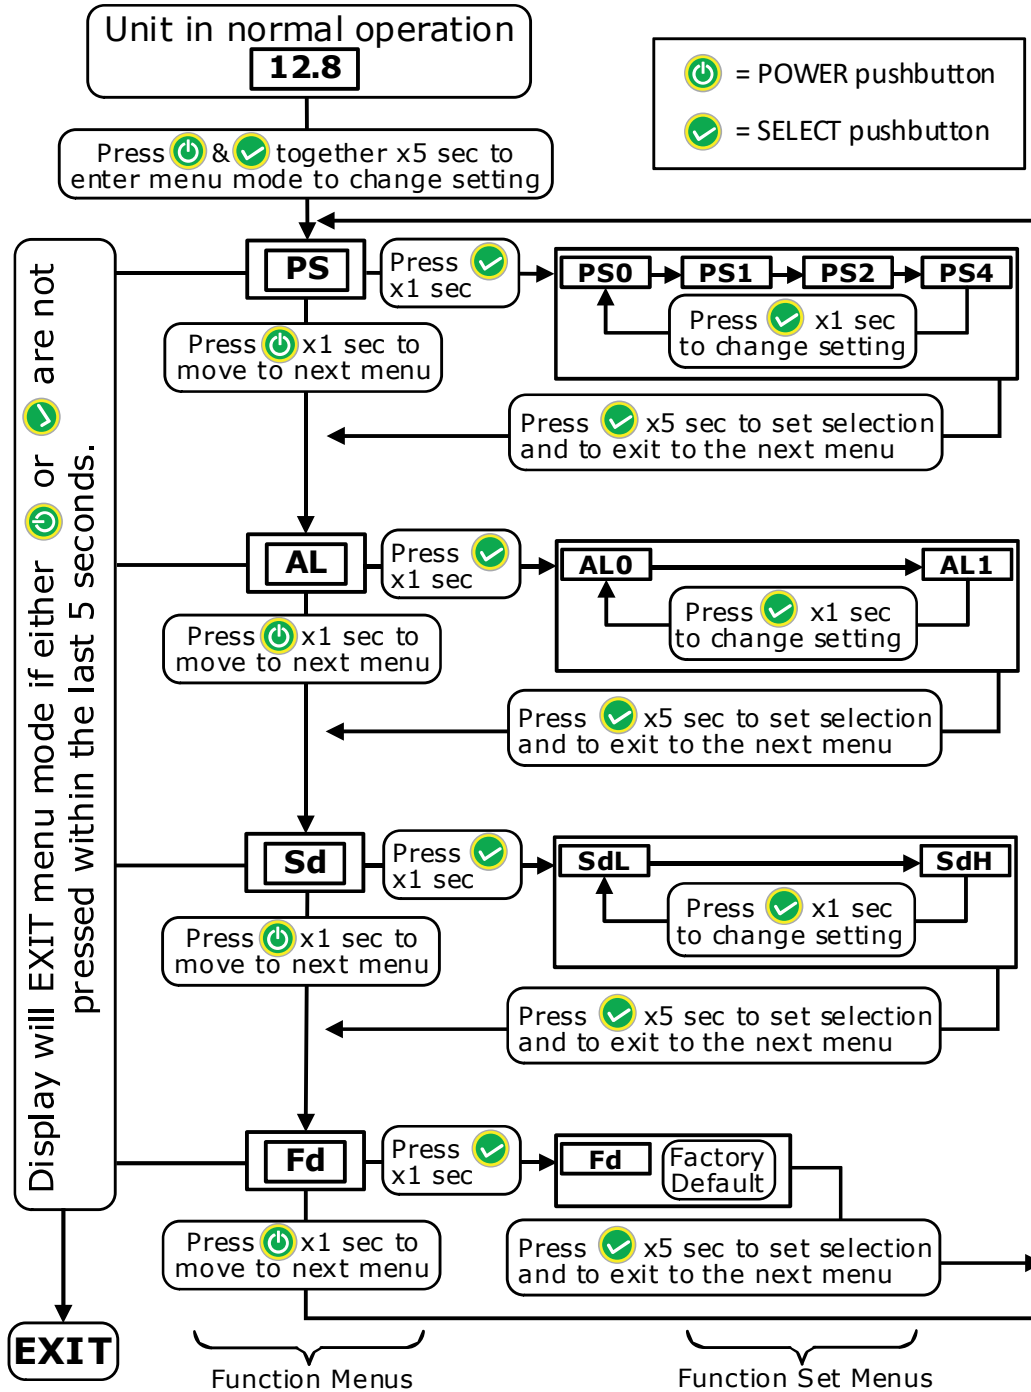 Unit in normal operation
12.8
= POWER pushbutton
= SELECT pushbutton
Press & together x5 sec to
enter menu mode to change setting
Display will EXIT menu mode if either or are not
pressed within the last 5 seconds.
EXIT
PS
Press
x1 sec
PS0 PS1 PS2 PS4
Press x1 sec
to change setting
Press x1 sec to
move to next menu
Press x5 sec to set selection
and to exit to the next menu
AL
Press
x1 sec
AL0 AL1
Press x1 sec
to change setting
Press x1 sec to
move to next menu
Press x5 sec to set selection
and to exit to the next menu
Sd
Press
x1 sec
SdL SdH
Press x1 sec
to change setting
Press x1 sec to
move to next menu
Press x5 sec to set selection
and to exit to the next menu
Fd
Press
x1 sec
Fd
Factory
Default
Press x1 sec to
move to next menu
Press x5 sec to set selection
and to exit to the next menu
Function Menus
Function Set Menus